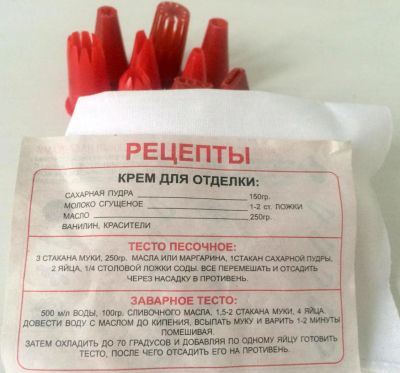 РЕЦЕПТЫ
КРЕМ ДЛЯ ОТДЕЛКИ:
САХАРНАЯ ПУДРА 150гр.
МОЛОКО СГУЩЕНОЕ 1-2 ст. ЛОЖКИ
МАСЛО 250гр.
ВАНИЛИН, КРАСИТЕЛИ
ТЕСТО ПЕСОЧНОЕ:
3 СТАКАНА МУКИ, 250гр. МАСЛА ИЛИ МАРГАРИНА, 1СТАКАН САХАРНОЙ ПУДРЫ,
2 ЯЙЦА, 1/4 СТОЛОВОЙ ЛОЖКИ СОДЫ. ВСЕ ПЕРЕМЕШАТЬ И ОТСАДИТЬ
ЧЕРЕЗ НАСАДКУ В ПРОТИВЕНЬ.
ЗАВАРНОЕ ТЕСТО:
500 мл ВОДЫ, 100гр. СЛИВОЧНОГО МАСЛА, 1,5-2 СТАКАНА МУКИ, 4 ЯЙЦА.
ДОВЕСТИ ВОДУ С МАСЛОМ ДО КИПЕНИЯ, ВСЫПАТЬ МУКУ И ВАРИТЬ 1-2 МИНУТЫ
ПОМЕШИВАЯ.
ЗАТЕМ ОХЛАДИТЬ ДО 70 ГРАДУСОВ И ДОБАВЛЯЯ ПО ОДНОМУ ЯЙЦУ ГОТОВИТЬ
ТЕСТО, ПОСЛЕ ЧЕГО ОТСАДИТЬ ЕГО НА ПРОТИВЕНЬ.